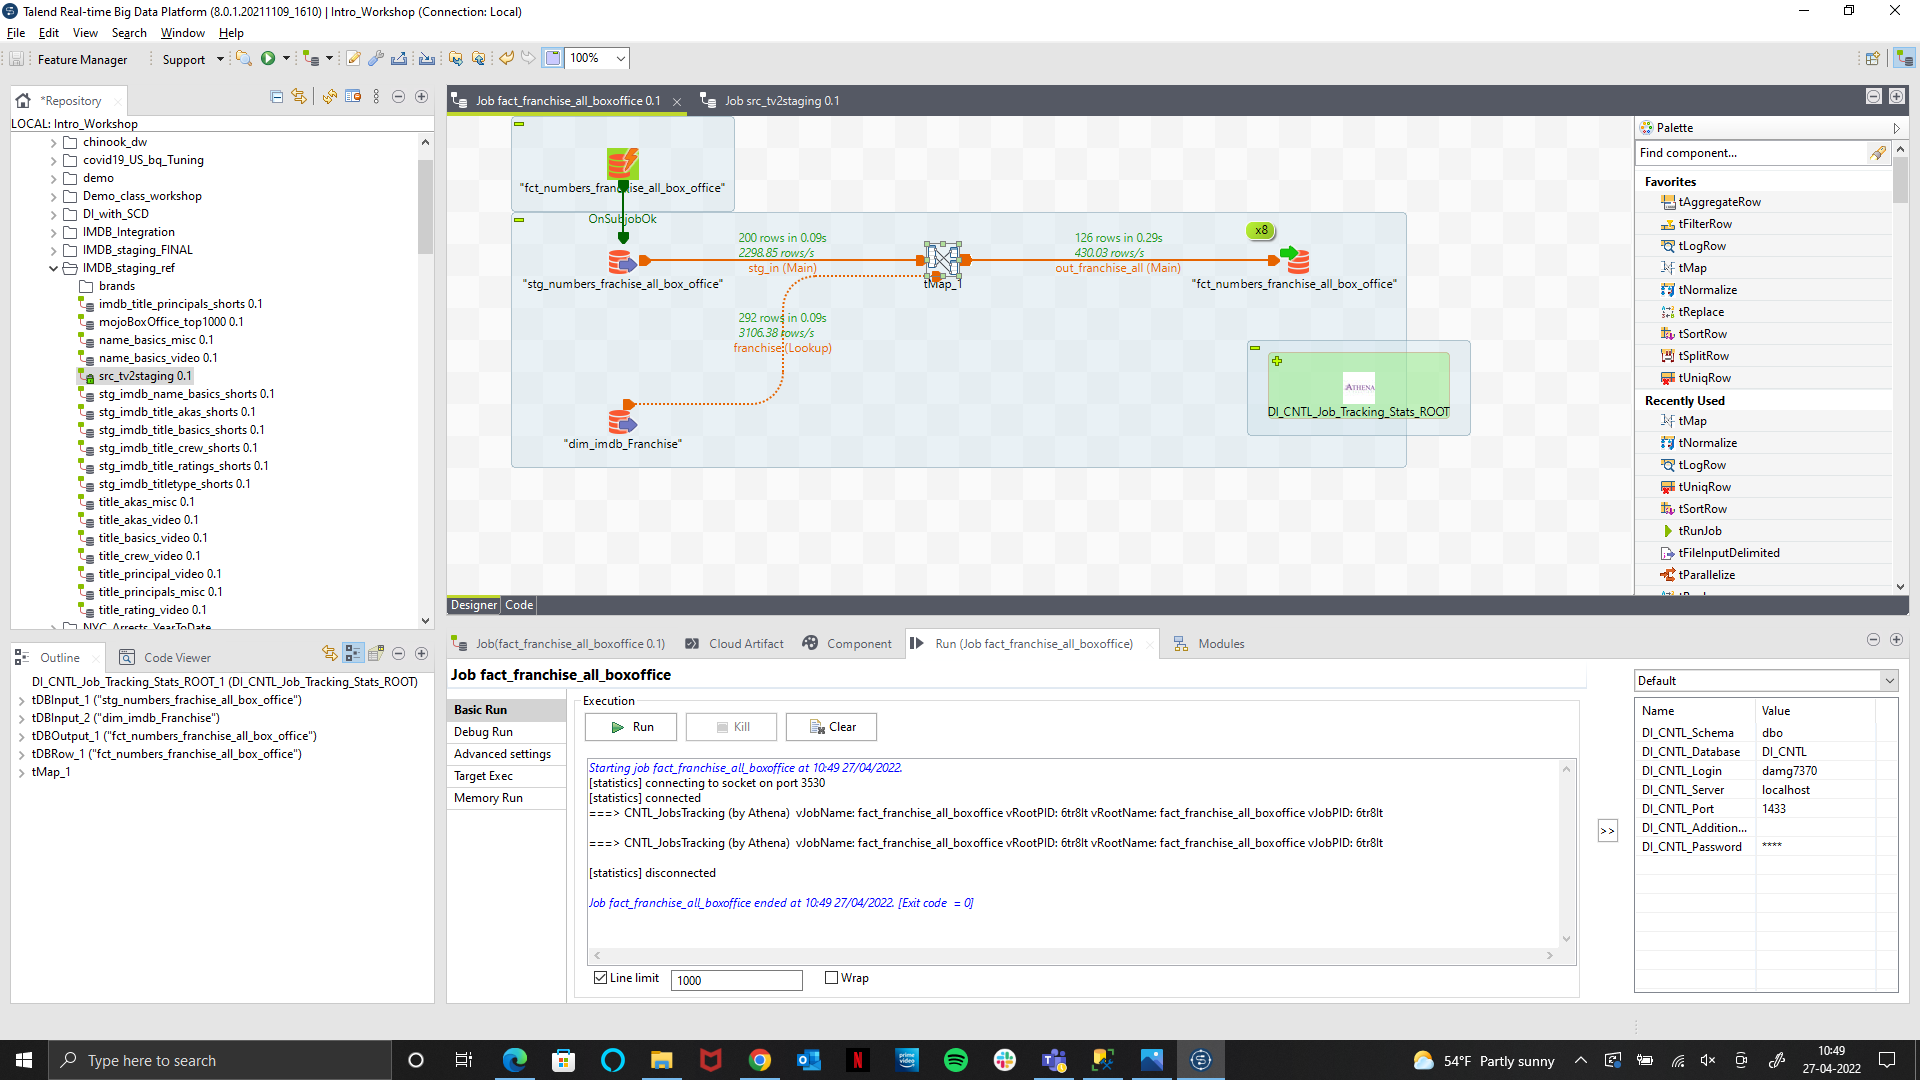 Talend Real-time Big Data Platform (8.0.1.20211109_1610) | Intro_Workshop (Connection: Local)
File Edit View Search Window Help
Feature Manager Support 100%
*Repository
LOCAL: Intro_Workshop
chinook_dw
covid19_US_bq_Tuning
demo
Demo_class_workshop
DI_with_SCD
IMDB_Integration
IMDB_staging_FINAL
IMDB_staging_ref
brands
imdb_title_principals_shorts 0.1
mojoBoxOffice_top1000 0.1
name_basics_misc 0.1
name_basics_video 0.1
src_tv2staging 0.1
stg_imdb_name_basics_shorts 0.1
stg_imdb_title_akas_shorts 0.1
stg_imdb_title_basics_shorts 0.1
stg_imdb_title_crew_shorts 0.1
stg_imdb_title_ratings_shorts 0.1
stg_imdb_titletype_shorts 0.1
title_akas_misc 0.1
title_akas_video 0.1
title_basics_video 0.1
title_crew_video 0.1
title_principal_video 0.1
title_principals_misc 0.1
title_rating_video 0.1
NYC_Arrests_YearToDate
Job fact_franchise_all_boxoffice 0.1
Job src_tv2staging 0.1
"fct_numbers_franchise_all_box_office"
OnSubjobOk
200 rows in 0.09s
2298.85 rows/s
stg_in (Main)
126 rows in 0.29s
430.03 rows/s
out_franchise_all (Main)
x8
"stg_numbers_frachise_all_box_office"
tMap_1
"fct_numbers_franchise_all_box_office"
292 rows in 0.09s
3106.38 rows/s
franchise (Lookup)
"dim_imdb_Franchise"
ATHENA
DI_CNTL_Job_Tracking_Stats_ROOT
Designer Code
Palette
Find component...
Favorites
tAggregateRow
tFilterRow
tLogRow
tMap
tNormalize
tReplace
tSortRow
tSplitRow
tUniqRow
Recently Used
tMap
tNormalize
tLogRow
tUniqRow
tSortRow
tRunJob
tFileInputDelimited
tParallelize
Outline
Code Viewer
DI_CNTL_Job_Tracking_Stats_ROOT_1 (DI_CNTL_Job_Tracking_Stats_ROOT)
tDBInput_1 ("stg_numbers_frachise_all_box_office")
tDBInput_2 ("dim_imdb_Franchise")
tDBOutput_1 ("fct_numbers_franchise_all_box_office")
tDBRow_1 ("fct_numbers_franchise_all_box_office")
tMap_1
Job(fact_franchise_all_boxoffice 0.1) Cloud Artifact Component Run (Job fact_franchise_all_boxoffice) Modules
Job fact_franchise_all_boxoffice
Basic Run
Debug Run
Advanced settings
Target Exec
Memory Run
Execution
Run Kill Clear
Starting job fact_franchise_all_boxoffice at 10:49 27/04/2022.
[statistics] connecting to socket on port 3530
[statistics] connected
===> CNTL_JobsTracking (by Athena) vJobName: fact_franchise_all_boxoffice vRootPID: 6tr8lt vRootName: fact_franchise_all_boxoffice vJobPID: 6tr8lt
===> CNTL_JobsTracking (by Athena) vJobName: fact_franchise_all_boxoffice vRootPID: 6tr8lt vRootName: fact_franchise_all_boxoffice vJobPID: 6tr8lt
[statistics] disconnected
Job fact_franchise_all_boxoffice ended at 10:49 27/04/2022. [Exit code = 0]
Line limit 1000 Wrap
>>
Default
Name Value
DI_CNTL_Schema dbo
DI_CNTL_Database DI_CNTL
DI_CNTL_Login damg7370
DI_CNTL_Server localhost
DI_CNTL_Port 1433
DI_CNTL_Addition...
DI_CNTL_Password ****
Type here to search
prime video
54°F Partly sunny
10:49
27-04-2022